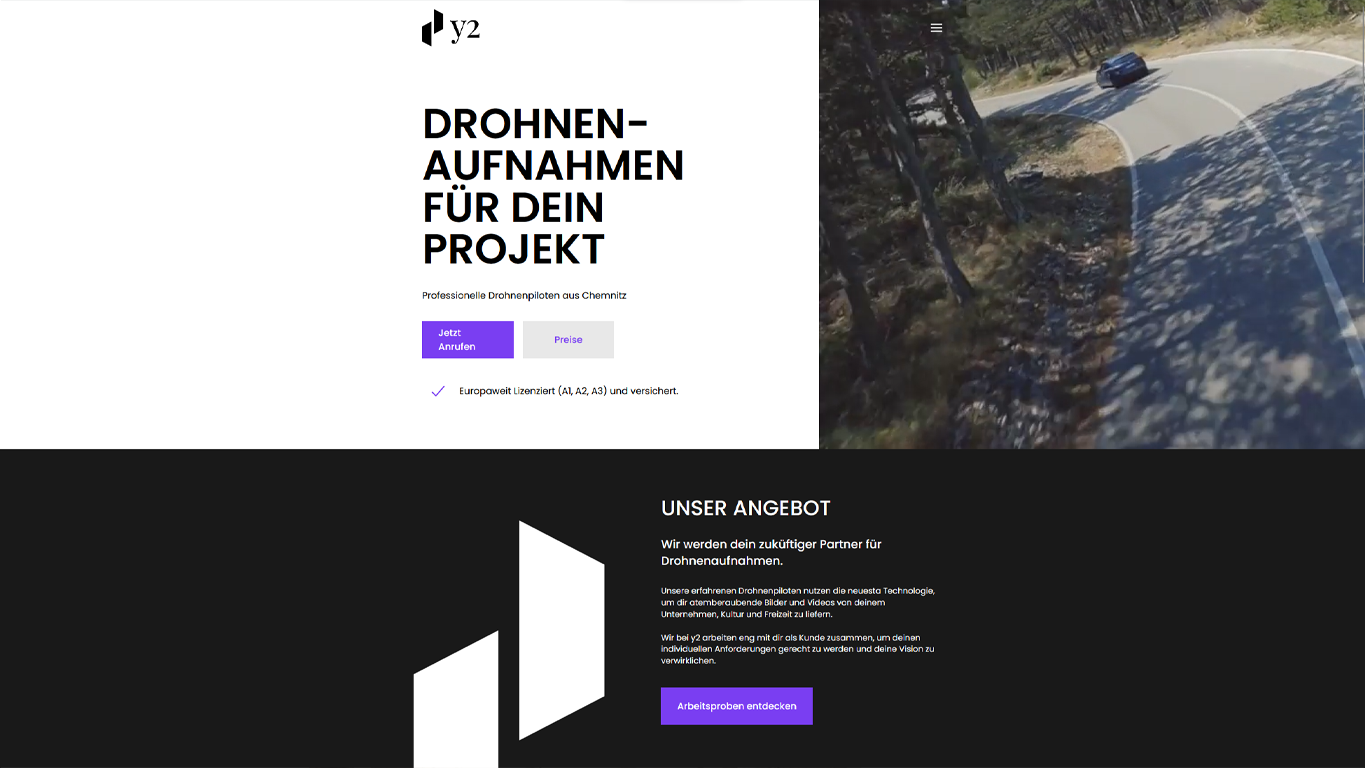 y2
DROHNEN-
AUFNAHMEN
FÜR DEIN
PROJEKT
Professionelle Drohnenpiloten aus Chemnitz
Jetzt
Anrufen
Preise
Europaweit Lizenziert (A1, A2, A3) und versichert.
UNSER ANGEBOT
Wir werden dein zuküftiger Partner für
Drohnenaufnahmen.
Unsere erfahrenen Drohnenpiloten nutzen die neuesta Technologie,
um dir atemberaubende Bilder und Videos von deinem
Unternehmen, Kultur und Freizeit zu liefern.
Wir bei y2 arbeiten eng mit dir als Kunde zusammen, um deinen
individuellen Anforderungen gerecht zu werden und deine Vision zu
verwirklichen.
Arbeitsproben entdecken